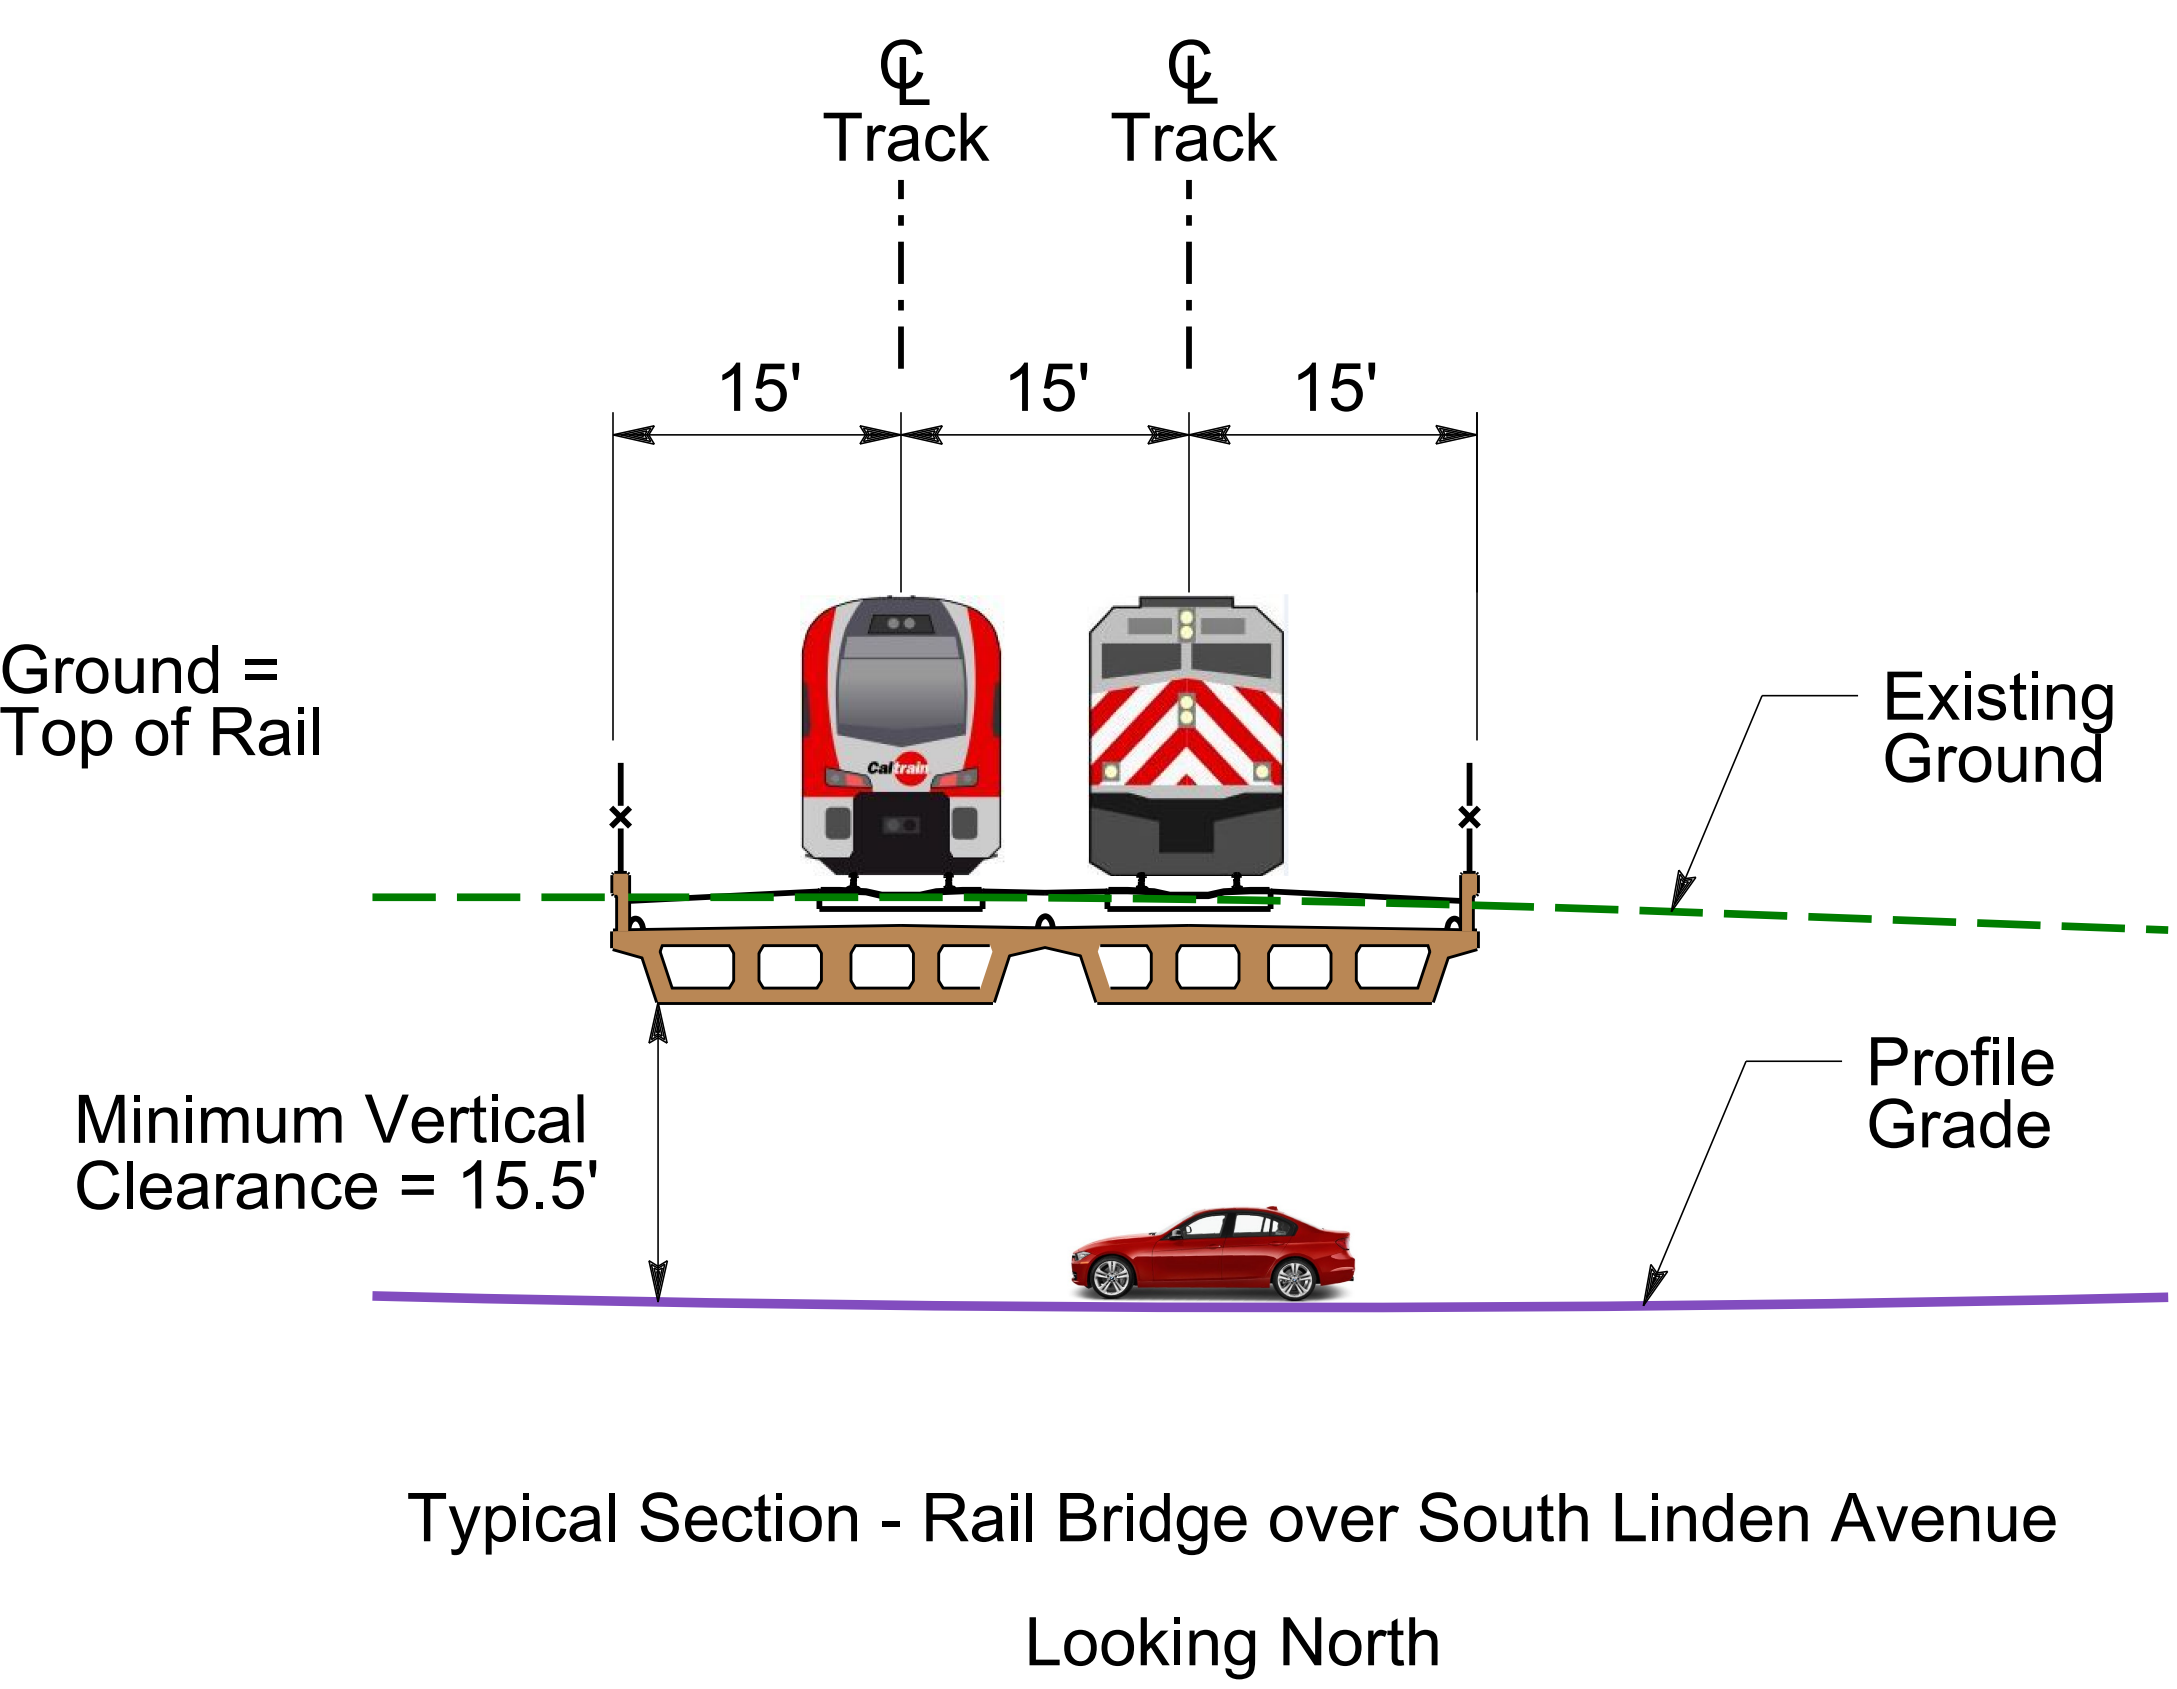 ℄ ℄
Track Track
15' 15' 15'
Ground =
Top of Rail
Existing
Ground
Caltrain
Profile
Grade
Minimum Vertical
Clearance = 15.5'
Typical Section - Rail Bridge over South Linden Avenue
Looking North